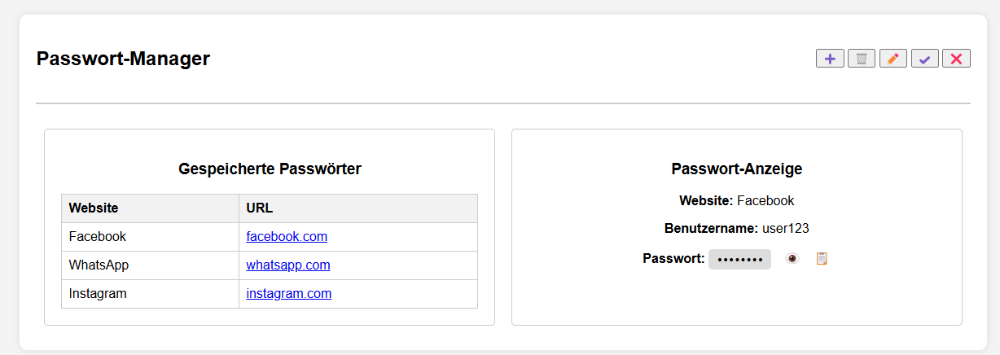 Passwort-Manager
Gespeicherte Passwörter
Website URL
Facebook facebook.com
WhatsApp whatsapp.com
Instagram instagram.com
Passwort-Anzeige
Website: Facebook
Benutzername: user123
Passwort: ••••••••